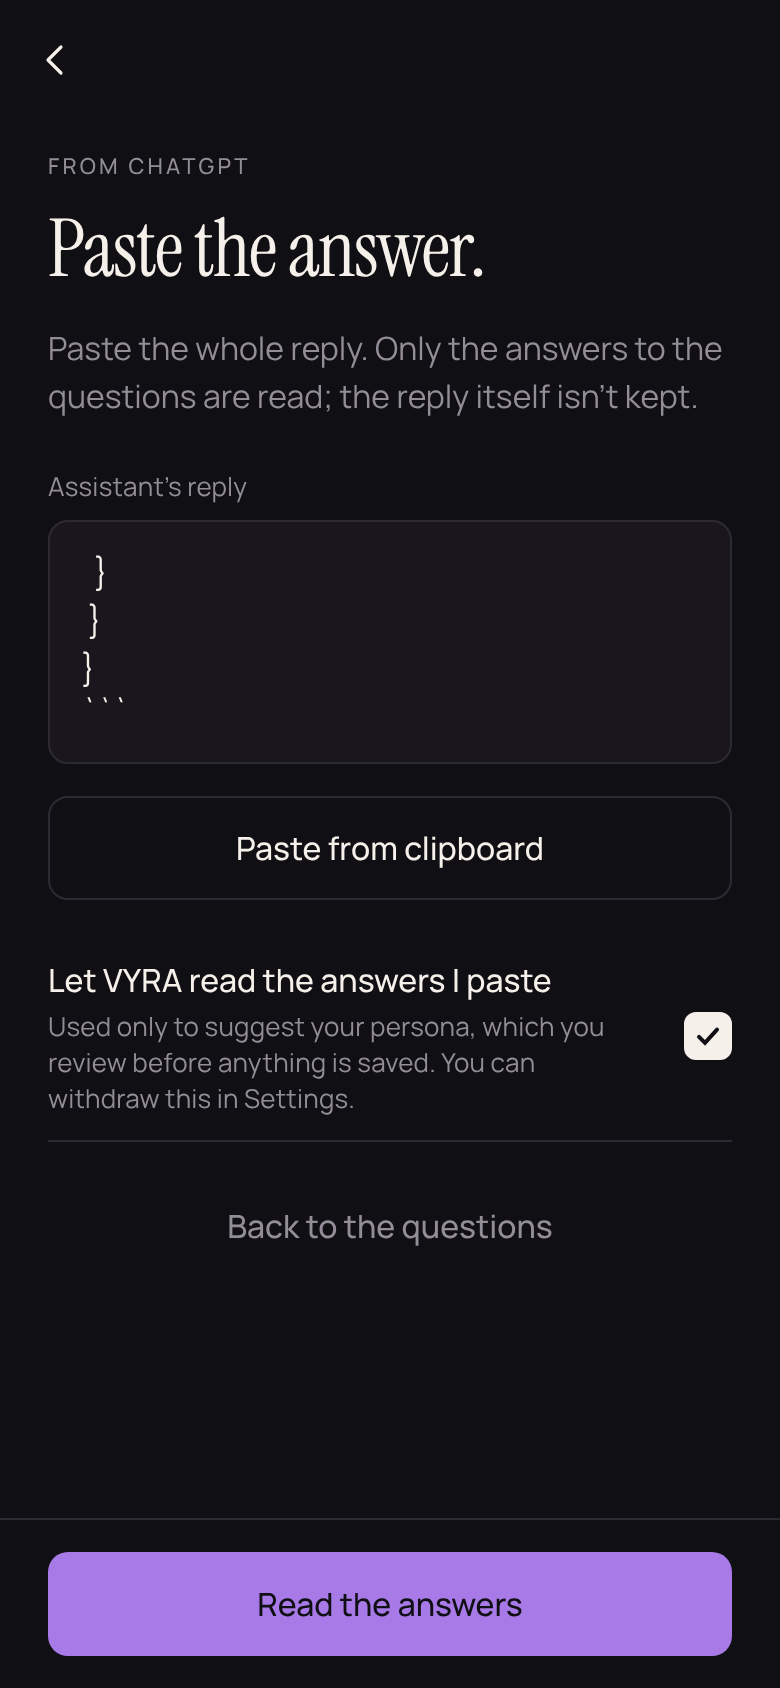 FROM CHATGPT
Paste the answer.
Paste the whole reply. Only the answers to the
questions are read; the reply itself isn’t kept.
Assistant’s reply
}
}
}
```
Paste from clipboard
Let VYRA read the answers I paste
Used only to suggest your persona, which you
review before anything is saved. You can
withdraw this in Settings.
Back to the questions
Read the answers